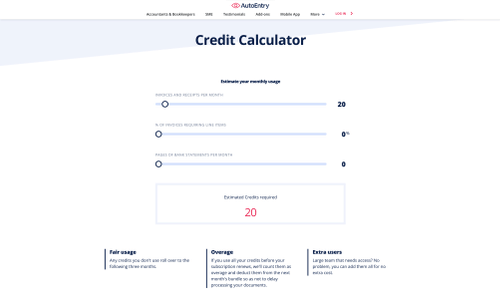 AutoEntry
Accountants & Bookkeepers SME Testimonials Add-ons Mobile App More LOG IN
Credit Calculator
Estimate your monthly usage
INVOICES AND RECEIPTS PER MONTH
20
% OF INVOICES REQUIRING LINE ITEMS
0%
PAGES OF BANK STATEMENTS PER MONTH
0
Estimated Credits required
20
Fair usage
Any credits you don't use roll over to the
following three months.
Overage
If you use all your credits before your
subscription renews, we'll count them as
overage and deduct them from the next
month's bundle so as not to delay
processing your documents.
Extra users
Large team that needs access? No
problem, you can add them all for no
extra cost.